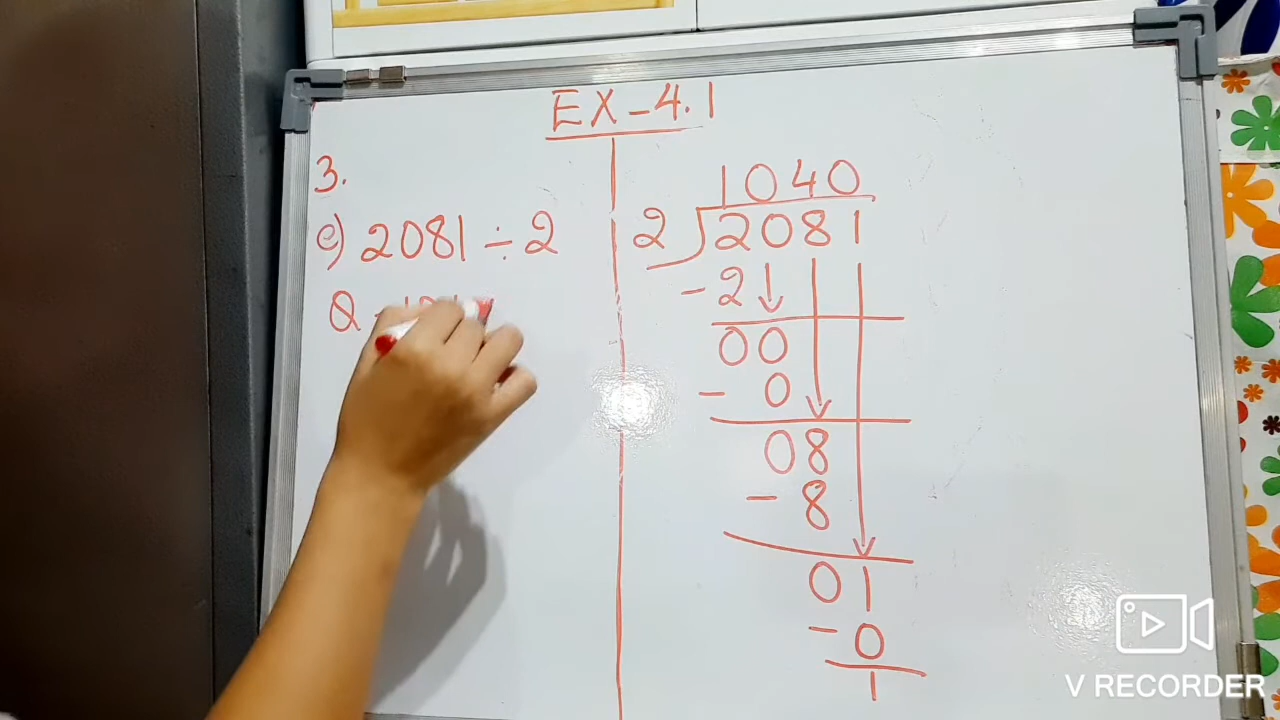 EX-4.1
3.
e) 2081 ÷ 2
Q
1040
2 2081
- 2
00
- 0
08
- 8
01
- 0
1
V RECORDER